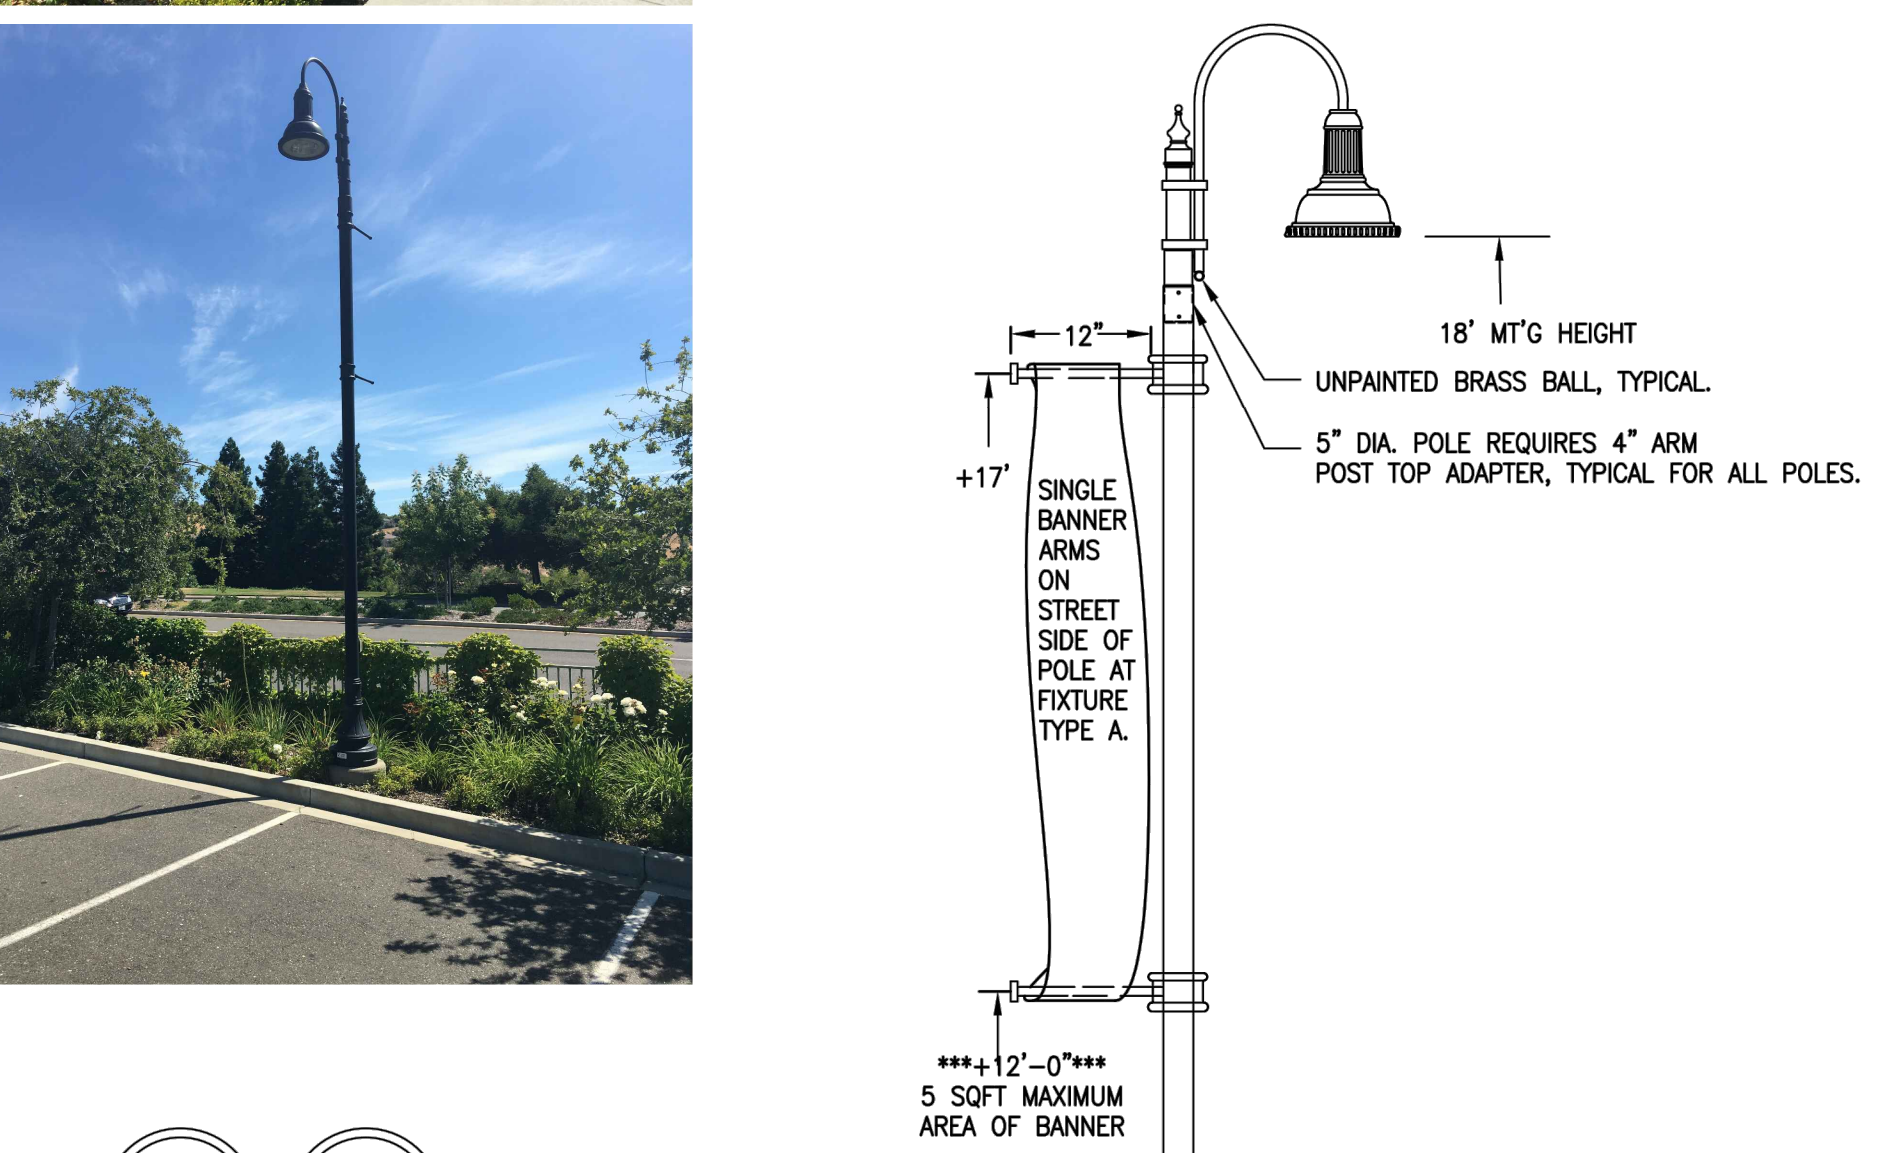 18' MT'G HEIGHT
12"
UNPAINTED BRASS BALL, TYPICAL.
5" DIA. POLE REQUIRES 4" ARM
POST TOP ADAPTER, TYPICAL FOR ALL POLES.
+17'
SINGLE
BANNER
ARMS
ON
STREET
SIDE OF
POLE AT
FIXTURE
TYPE A.
***+12'-0"***
5 SQFT MAXIMUM
AREA OF BANNER